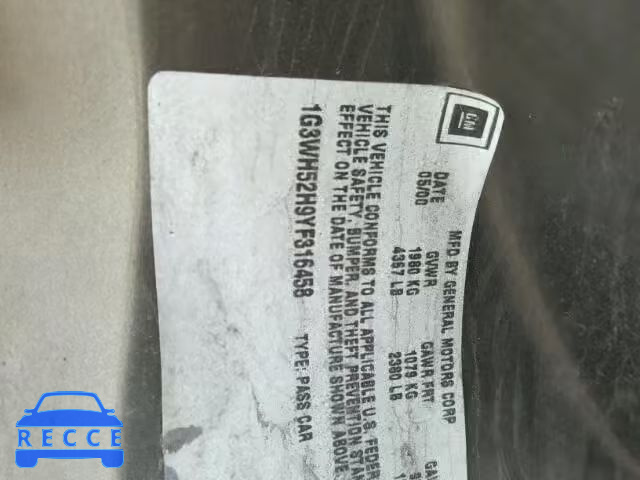 GM
MFD BY GENERAL MOTORS CORP
DATE GVWR GAWR FRT
05/00 1980 KG 1079 KG
4367 LB 2380 LB
THIS VEHICLE CONFORMS TO ALL APPLICABLE U.S. FEDER
VEHICLE SAFETY, BUMPER, AND THEFT PREVENTION STAN
EFFECT ON THE DATE OF MANUFACTURE SHOWN ABOVE.
1G3WH52H9YF316458 TYPE: PASS CAR
RECCE